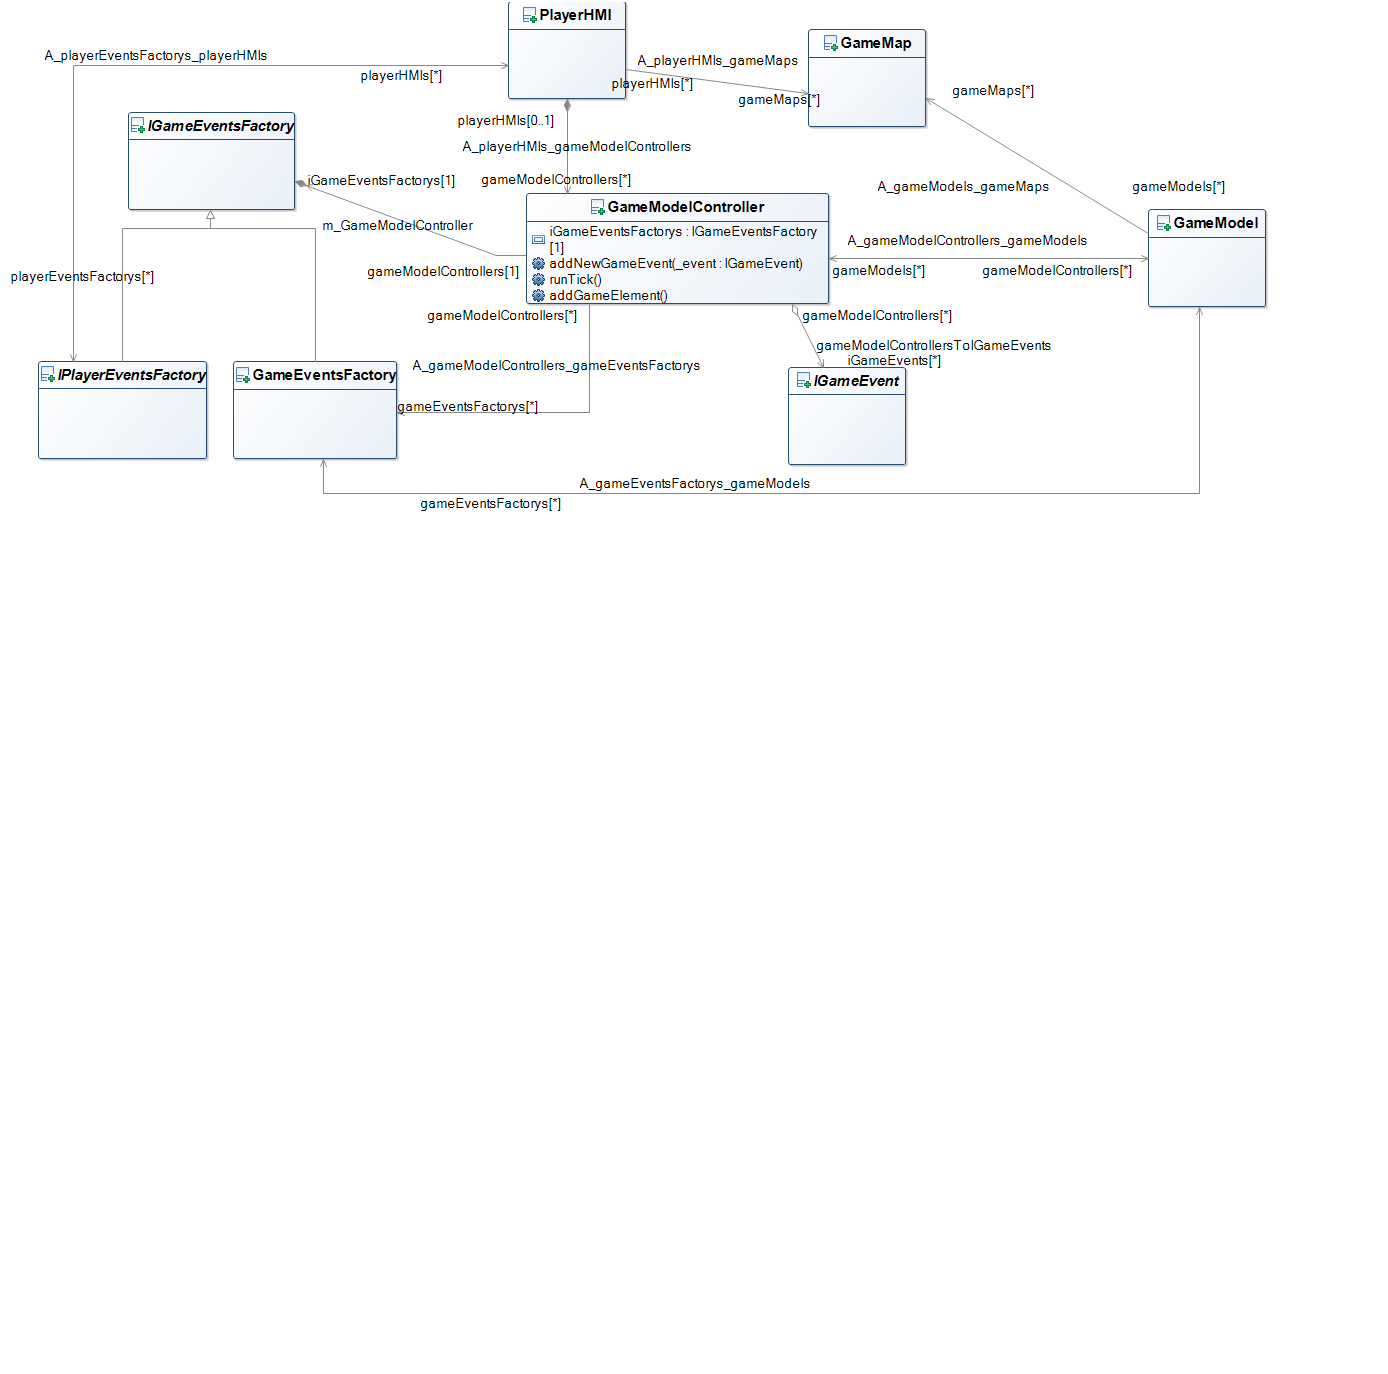 PlayerHMI
GameMap
A_playerEventsFactorys_playerHMIs
playerHMIs[*]
A_playerHMIs_gameMaps
playerHMIs[*]
gameMaps[*]
gameMaps[*]
IGameEventsFactory
playerHMIs[0..1]
A_playerHMIs_gameModelControllers
iGameEventsFactorys[1]
gameModelControllers[*]
A_gameModels_gameMaps
gameModels[*]
GameModelController
iGameEventsFactorys : IGameEventsFactory
[1]
addNewGameEvent(_event : IGameEvent)
runTick()
addGameElement()
m_GameModelController
GameModel
A_gameModelControllers_gameModels
playerEventsFactorys[*]
gameModelControllers[1]
gameModels[*]
gameModelControllers[*]
gameModelControllers[*]
gameModelControllers[*]
gameModelControllersToIGameEvents
iGameEvents[*]
A_gameModelControllers_gameEventsFactorys
IPlayerEventsFactory
GameEventsFactory
IGameEvent
gameEventsFactorys[*]
A_gameEventsFactorys_gameModels
gameEventsFactorys[*]